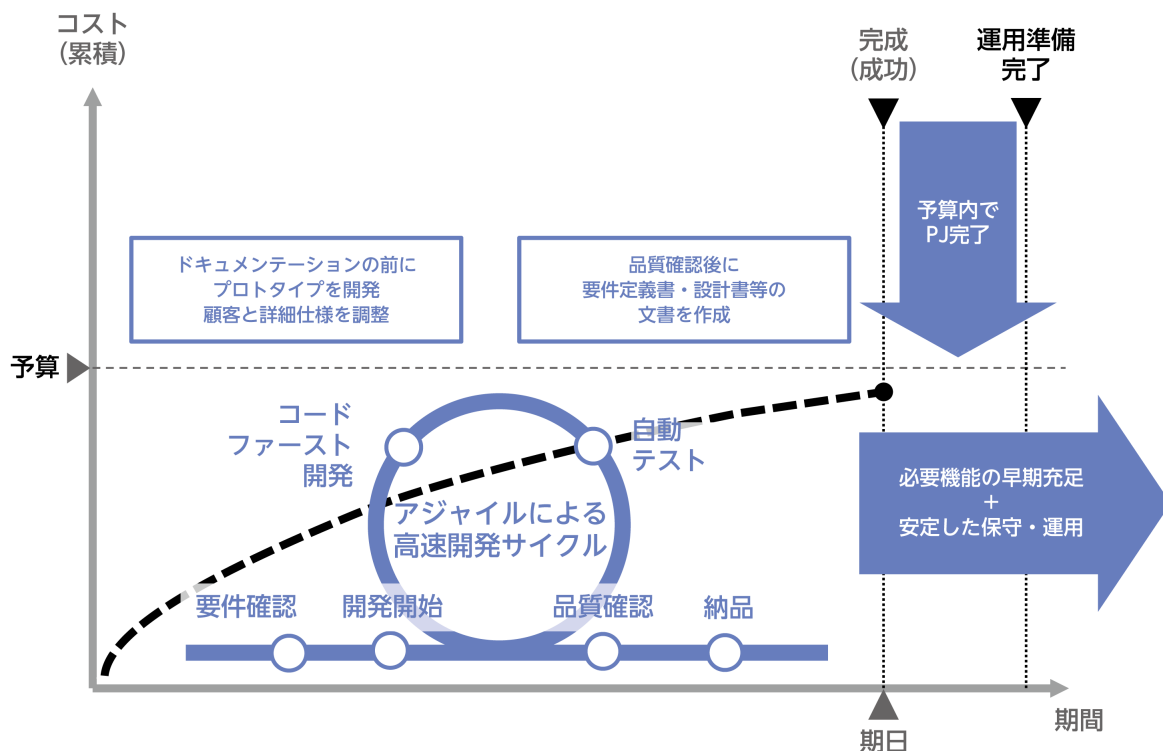 コスト
(累積)
完成
(成功)
運用準備
完了
予算内で
PJ完了
ドキュメンテーションの前に
プロトタイプを開発
顧客と詳細仕様を調整
品質確認後に
要件定義書・設計書等の
文書を作成
予算
コード
ファースト
開発
自動
テスト
アジャイルによる
高速開発サイクル
必要機能の早期充足
+
安定した保守・運用
要件確認
開発開始
品質確認
納品
期間
期日